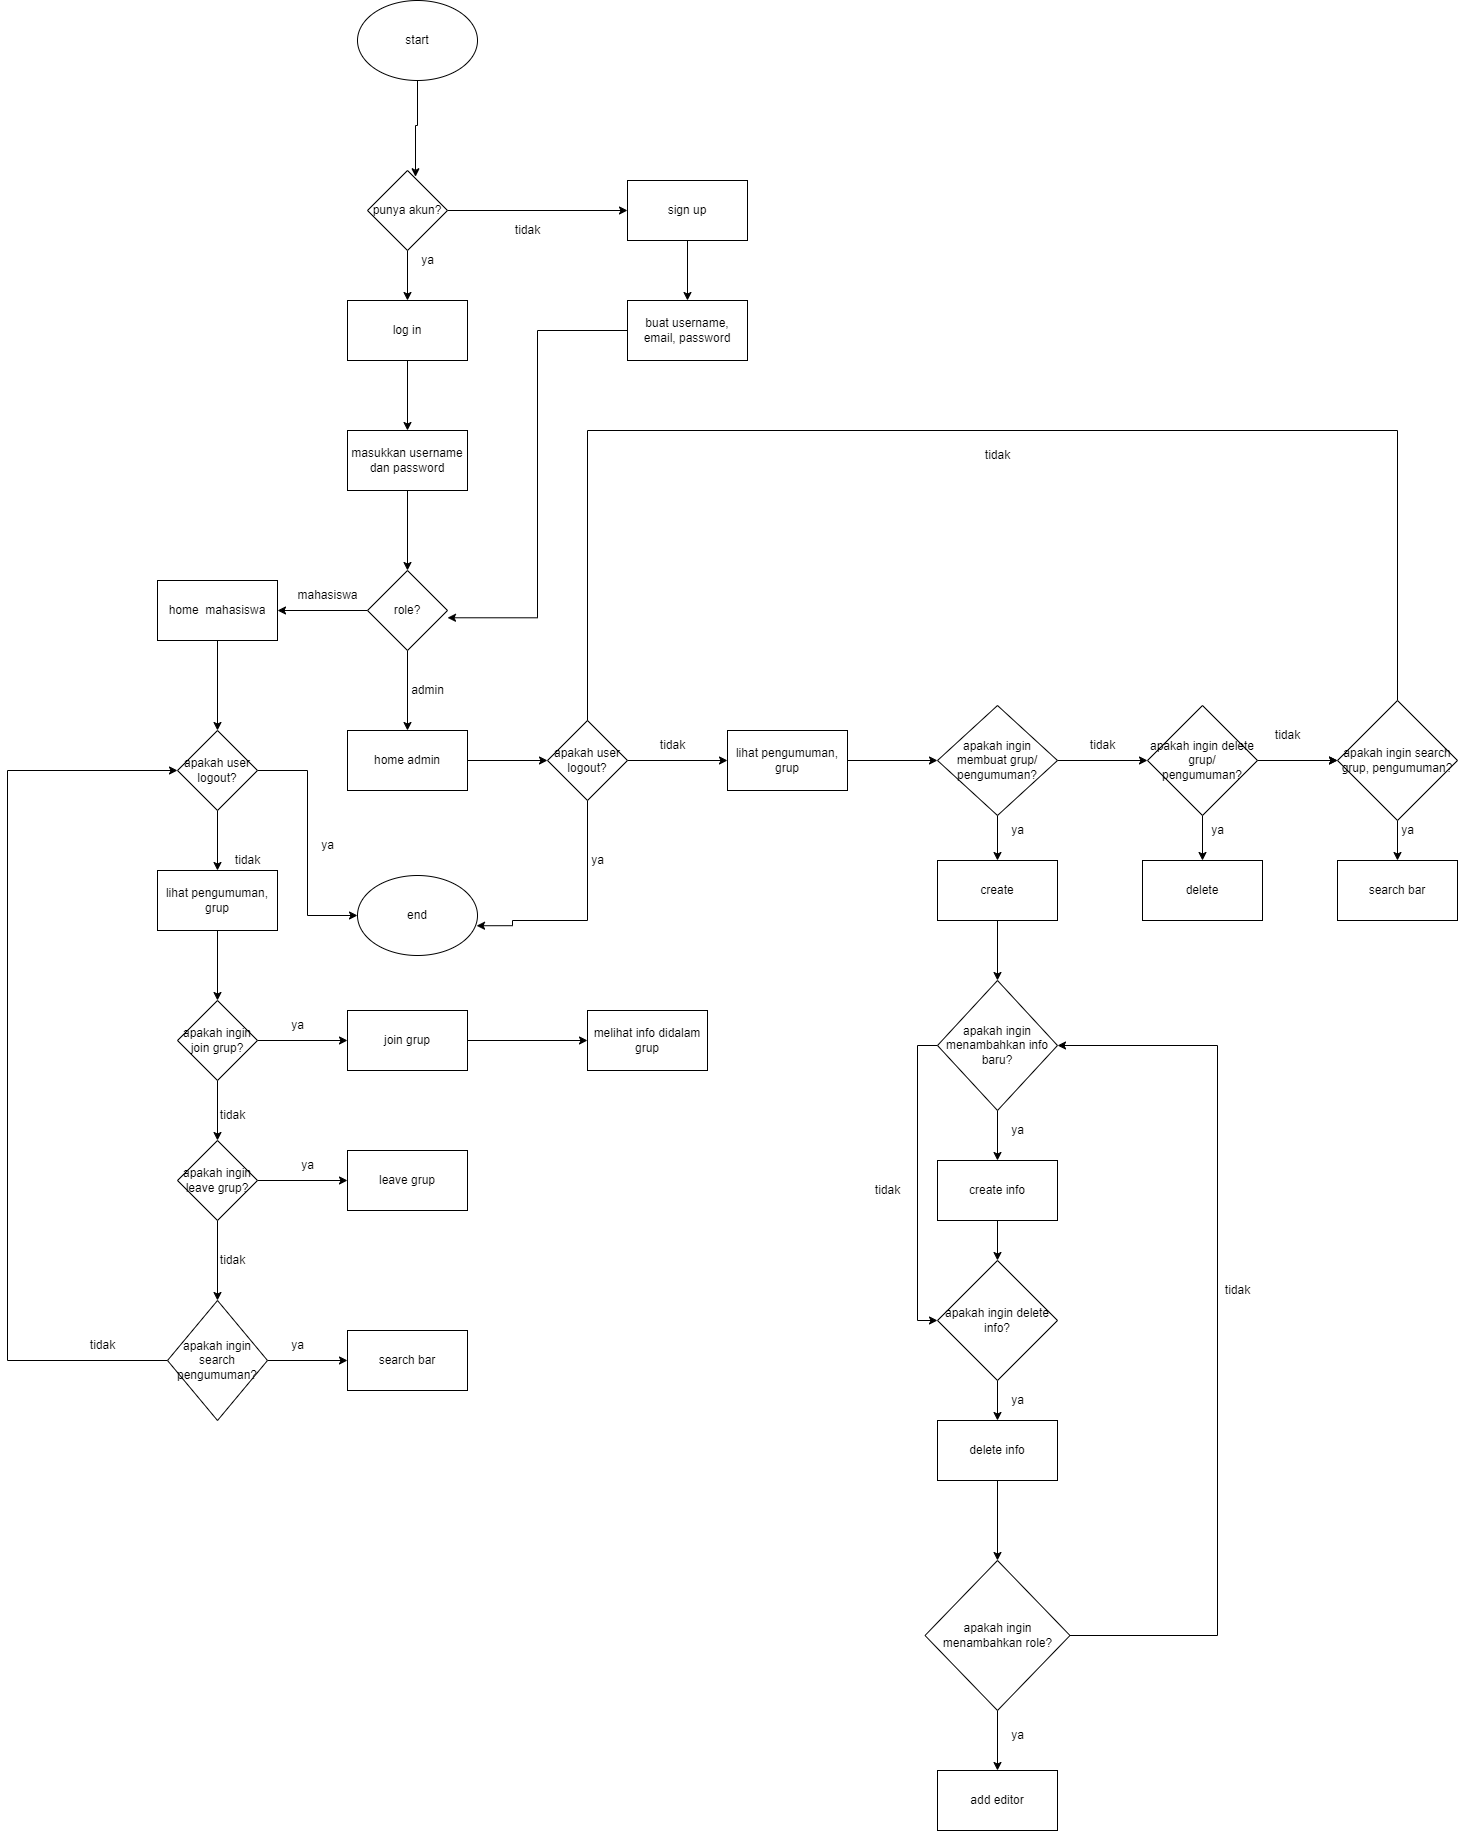 start
punya akun?
tidak
sign up
ya
log in
buat username,
email, password
masukkan username
dan password
tidak
home  mahasiswa
mahasiswa
role?
admin
home admin
apakah user
logout?
tidak
lihat pengumuman,
grup
apakah ingin
membuat grup/
pengumuman?
tidak
apakah ingin delete
grup/
pengumuman?
tidak
apakah ingin search
grup, pengumuman?
apakah user
logout?
ya
tidak
ya
ya
ya
ya
lihat pengumuman,
grup
end
create
delete
search bar
apakah ingin
join grup?
ya
join grup
melihat info didalam
grup
apakah ingin
menambahkan info
baru?
tidak
ya
apakah ingin
leave grup?
ya
leave grup
tidak
create info
tidak
tidak
apakah ingin delete
info?
tidak
apakah ingin
search
pengumuman?
ya
search bar
ya
delete info
apakah ingin
menambahkan role?
ya
add editor